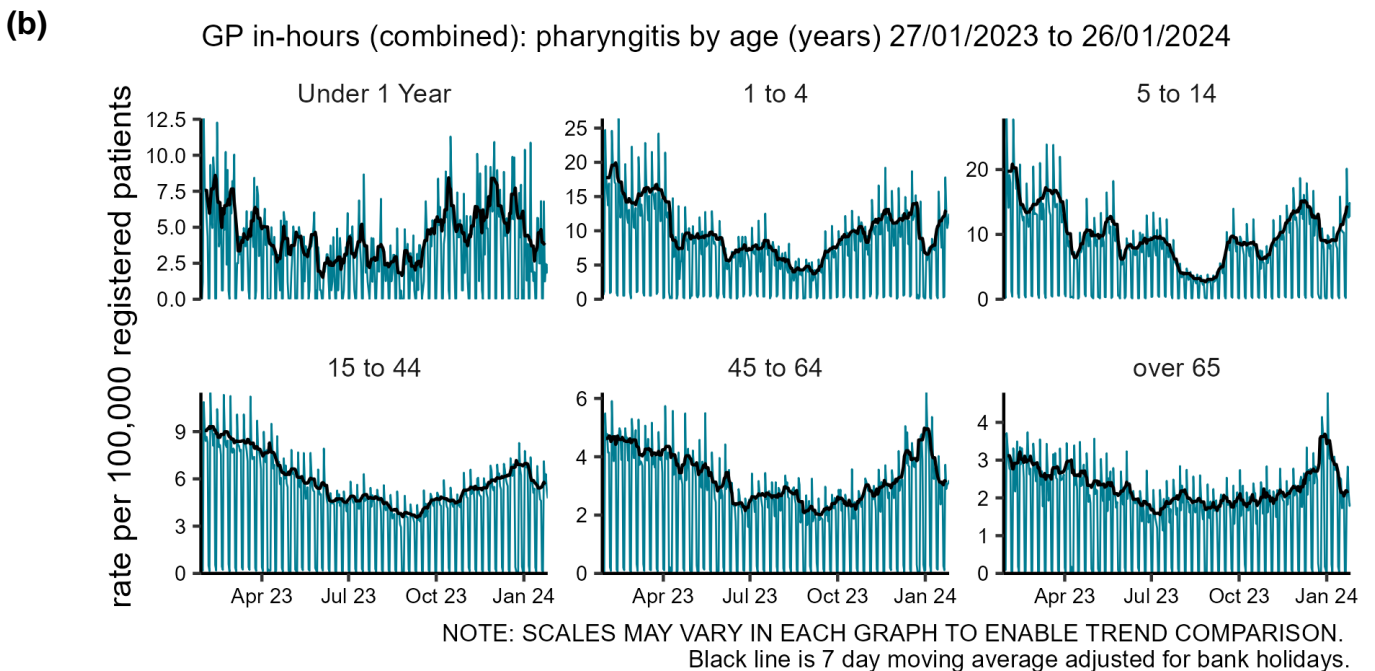 (b)
GP in-hours (combined): pharyngitis by age (years) 27/01/2023 to 26/01/2024
rate per 100,000 registered patients
Under 1 Year
12.5
10.0
7.5
5.0
2.5
0.0
1 to 4
25
20
15
10
5
0
5 to 14
20
10
0
15 to 44
9
6
3
0
Apr 23 Jul 23 Oct 23 Jan 24
45 to 64
6
4
2
0
Apr 23 Jul 23 Oct 23 Jan 24
over 65
4
3
2
1
0
Apr 23 Jul 23 Oct 23 Jan 24
NOTE: SCALES MAY VARY IN EACH GRAPH TO ENABLE TREND COMPARISON.
Black line is 7 day moving average adjusted for bank holidays.